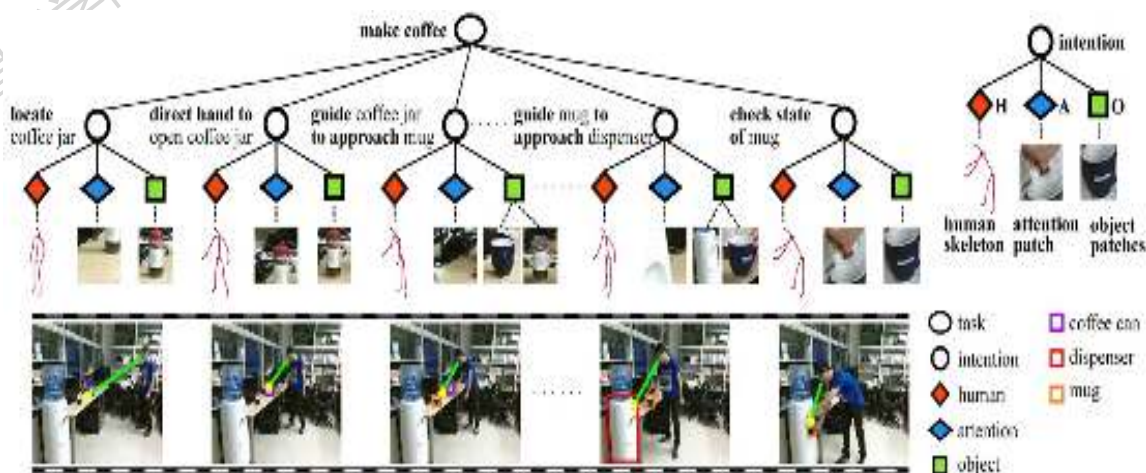 make coffee
intention
locate
coffee jar
direct hand to
open coffee jar
guide coffee jar
to approach mug
guide mug to
approach dispenser
check state
of mug
H
A
O
human
skeleton
attention
patch
object
patches
task
intention
human
attention
object
coffee can
dispenser
mug